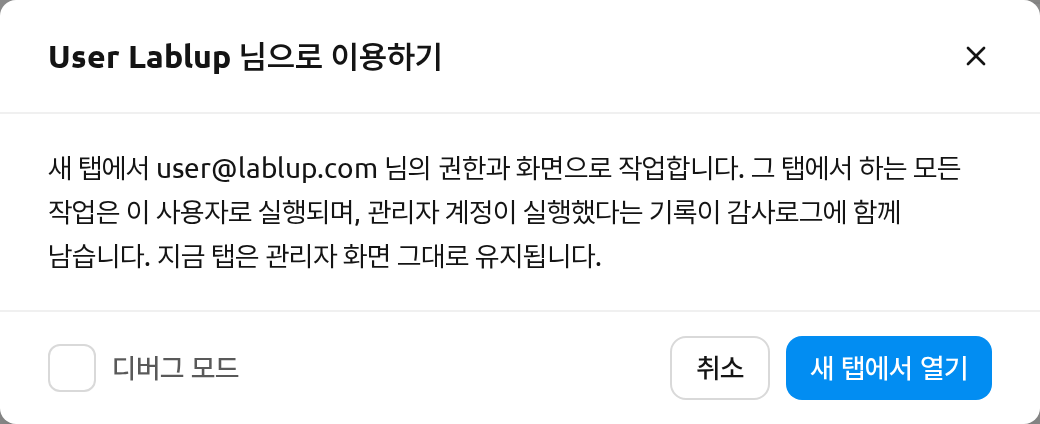 User Lablup 님으로 이용하기
새 탭에서 user@lablup.com 님의 권한과 화면으로 작업합니다. 그 탭에서 하는 모든
작업은 이 사용자로 실행되며, 관리자 계정이 실행했다는 기록이 감사로그에 함께
남습니다. 지금 탭은 관리자 화면 그대로 유지됩니다.
디버그 모드
취소
새 탭에서 열기